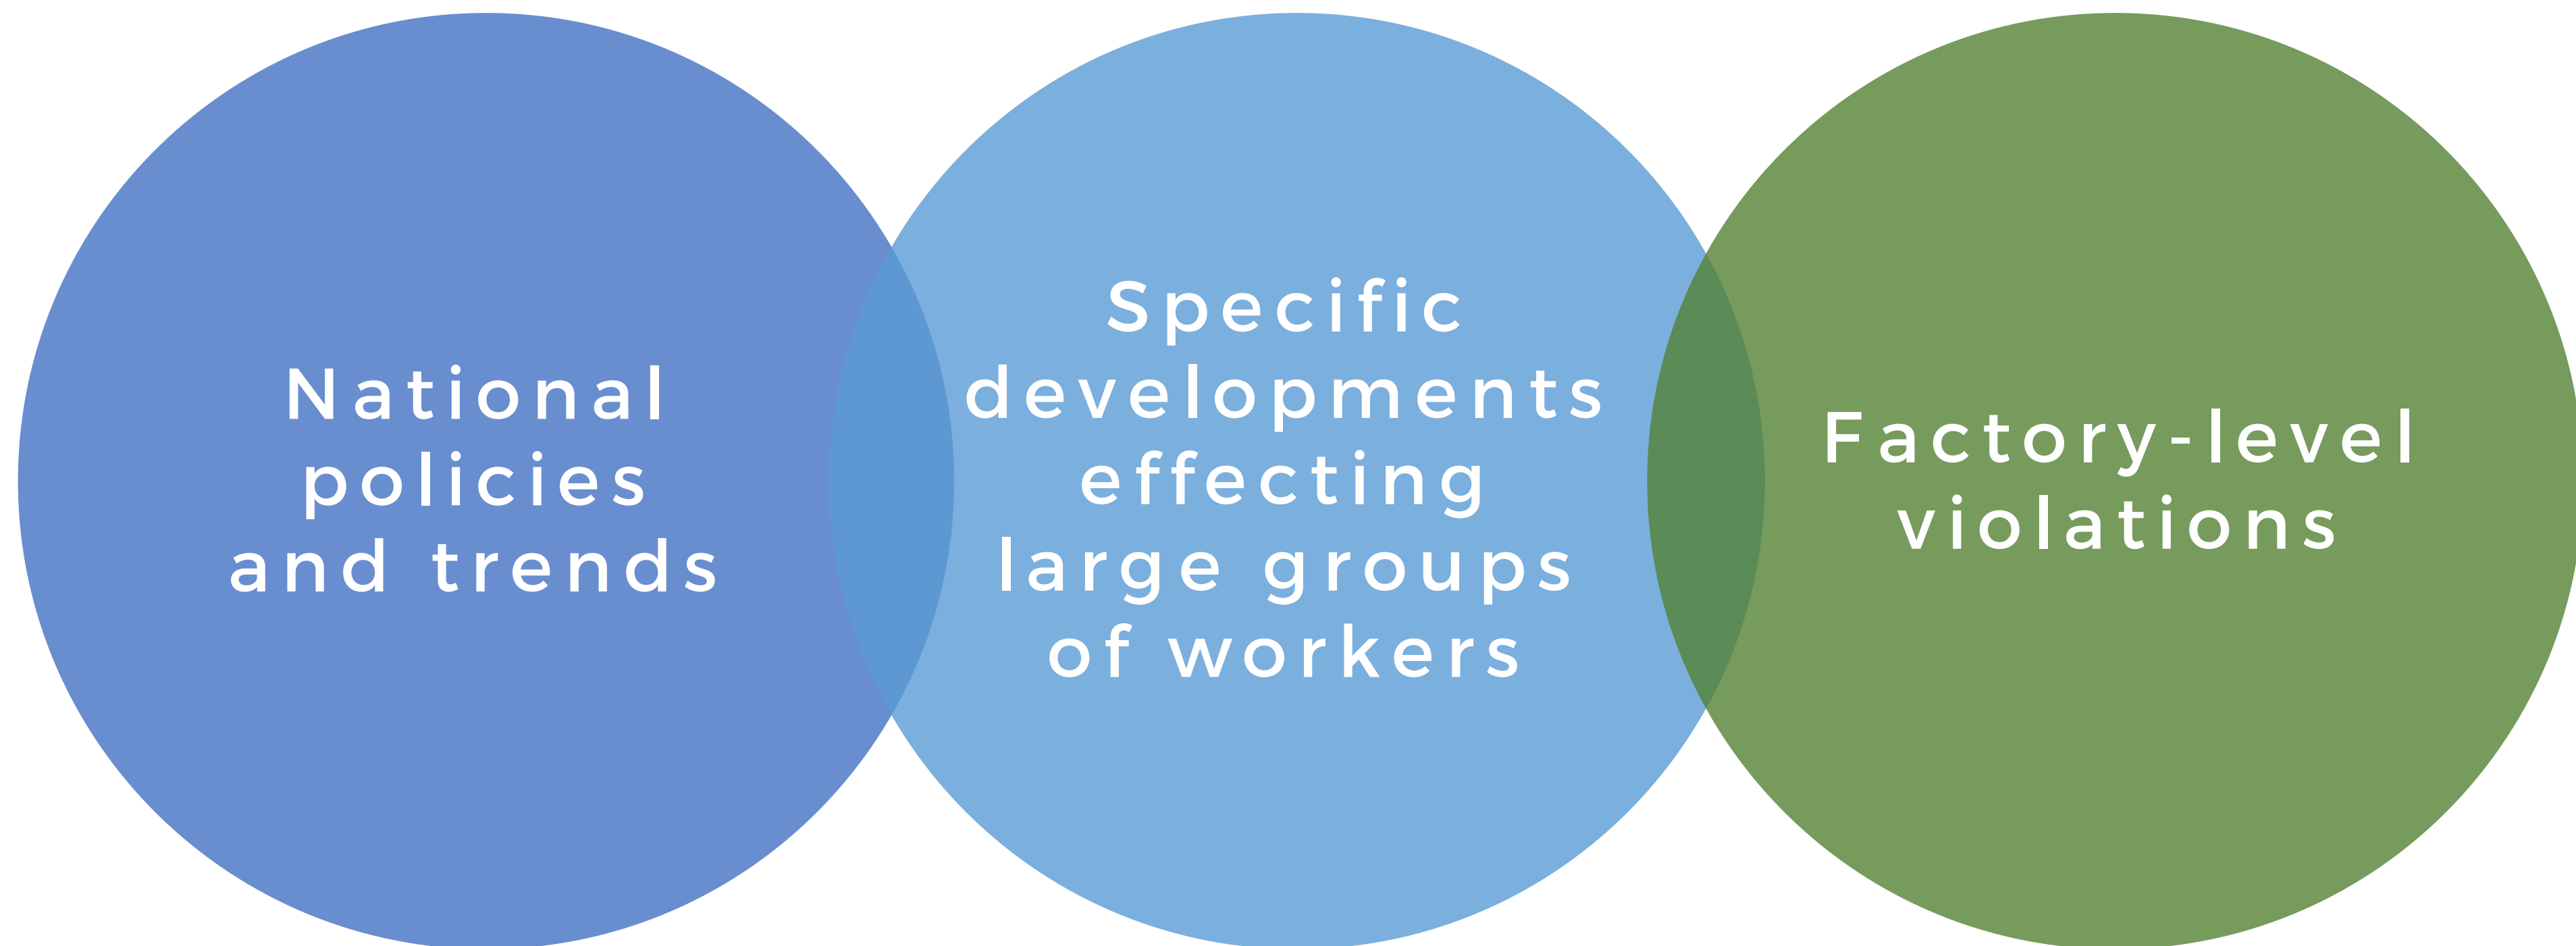 National
policies
and trends
Specific
developments
effecting
large groups
of workers
Factory-level
violations